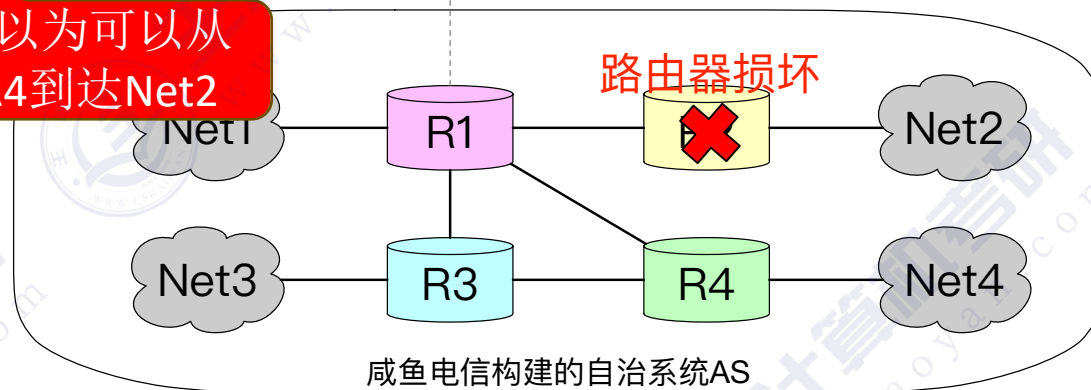 以为可以从
4到达Net2
路由器损坏
Net1
R1
Net2
Net3
R3
R4
Net4
咸鱼电信构建的自治系统AS